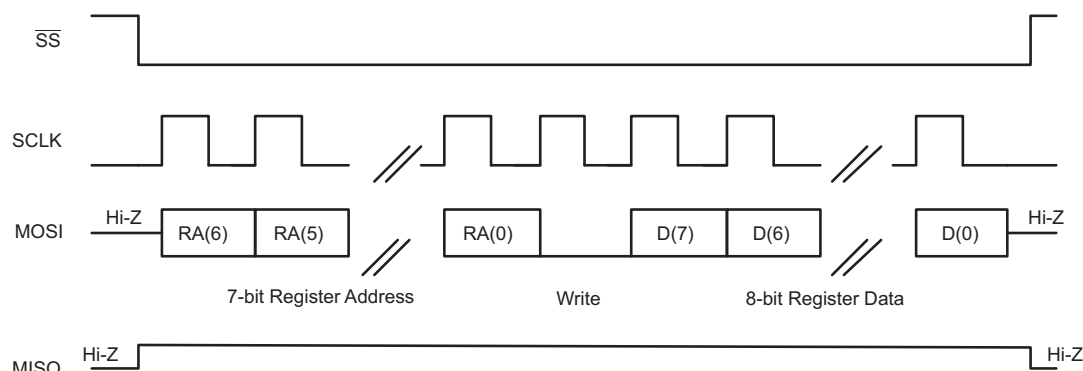 SS
SCLK
MOSI Hi-Z RA(6) RA(5) RA(0) D(7) D(6) D(0) Hi-Z
7-bit Register Address Write 8-bit Register Data
MISO Hi-Z Hi-Z